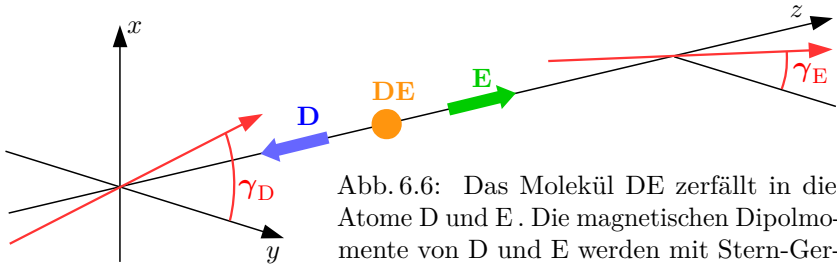 x
z
DE
E
D
γE
γD
y
Abb. 6.6: Das Molekül DE zerfällt in die
Atome D und E . Die magnetischen Dipolmo-
mente von D und E werden mit Stern-Ger-